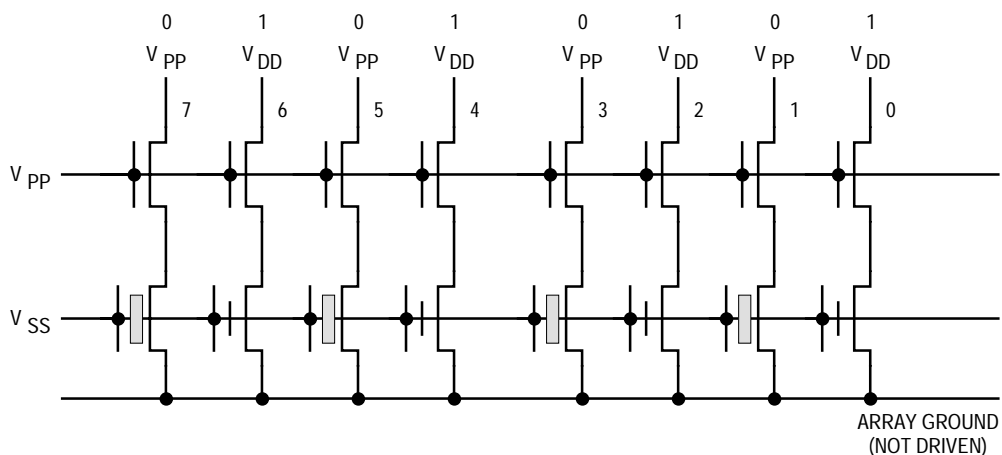 0 1 0 1 0 1 0 1
V PP V DD V PP V DD V PP V DD V PP V DD
7 6 5 4 3 2 1 0
V PP
V SS
ARRAY GROUND
(NOT DRIVEN)